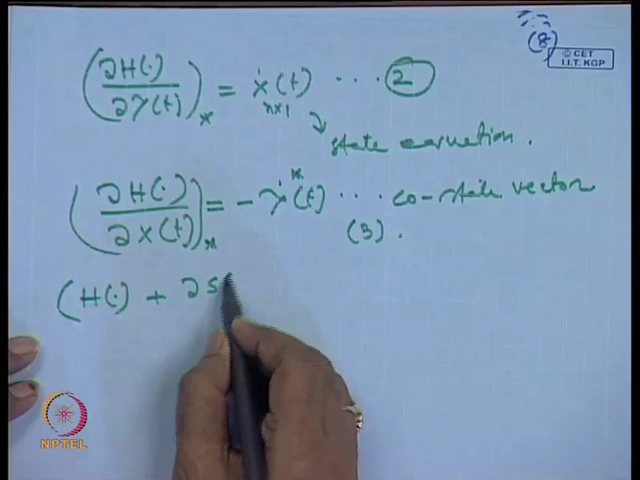 (8)
© CET
I.I.T. KGP
(∂H(·)/∂λ(t))* = ẋ(t) ... (2)
n×1
state equation.
(∂H(·)/∂x(t))* = -λ̇*(t) ... co-state vector
(3).
(H(·) + ∂s
NPTEL